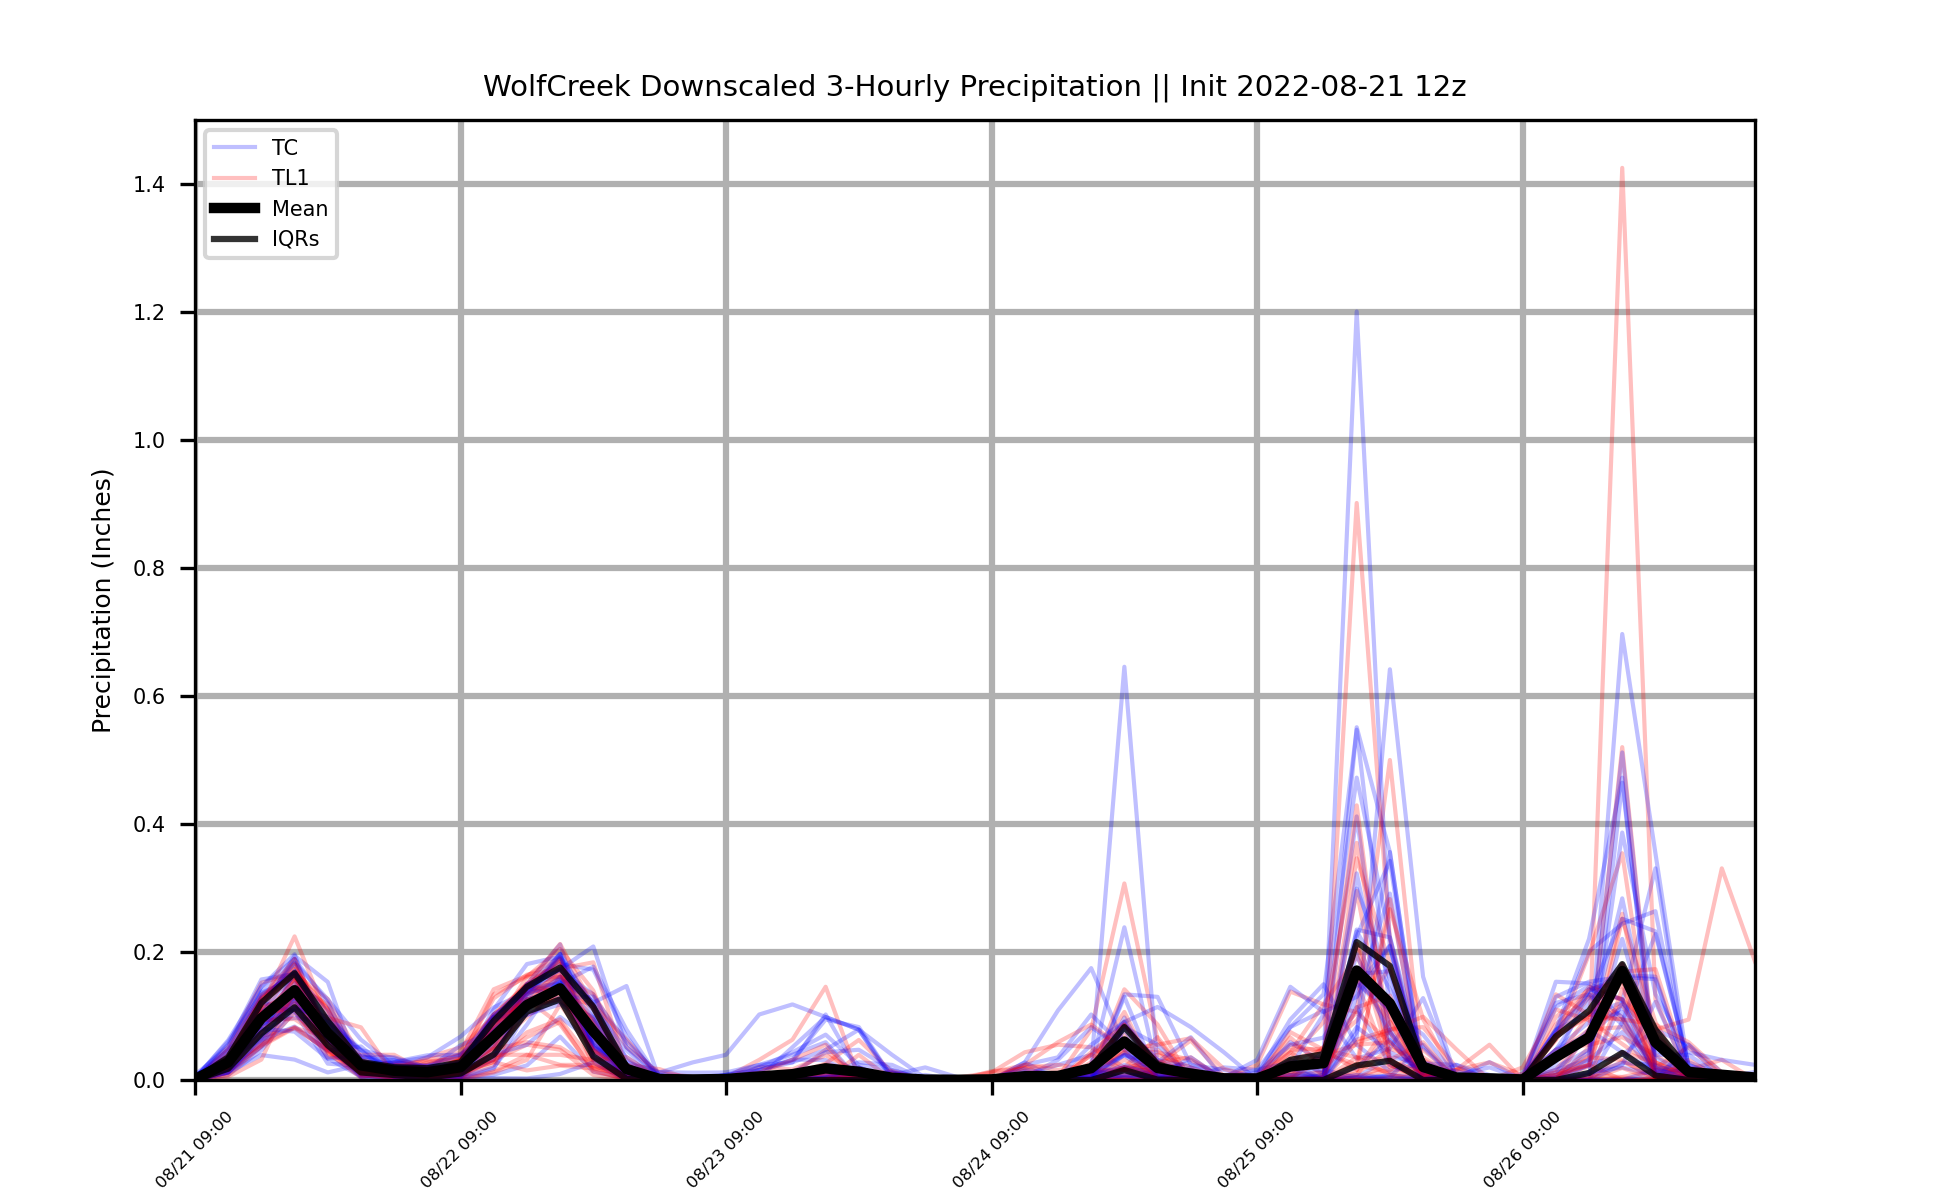 WolfCreek Downscaled 3-Hourly Precipitation || Init 2022-08-21 12z
TC
TL1
Mean
IQRs
Precipitation (Inches)
1.4
1.2
1.0
0.8
0.6
0.4
0.2
0.0
08/21 09:00
08/22 09:00
08/23 09:00
08/24 09:00
08/25 09:00
08/26 09:00